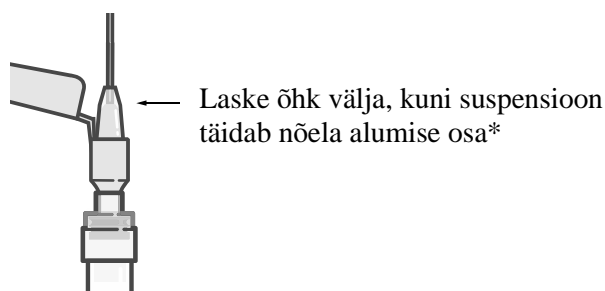 Laske õhk välja, kuni suspensioon
täidab nõela alumise osa*